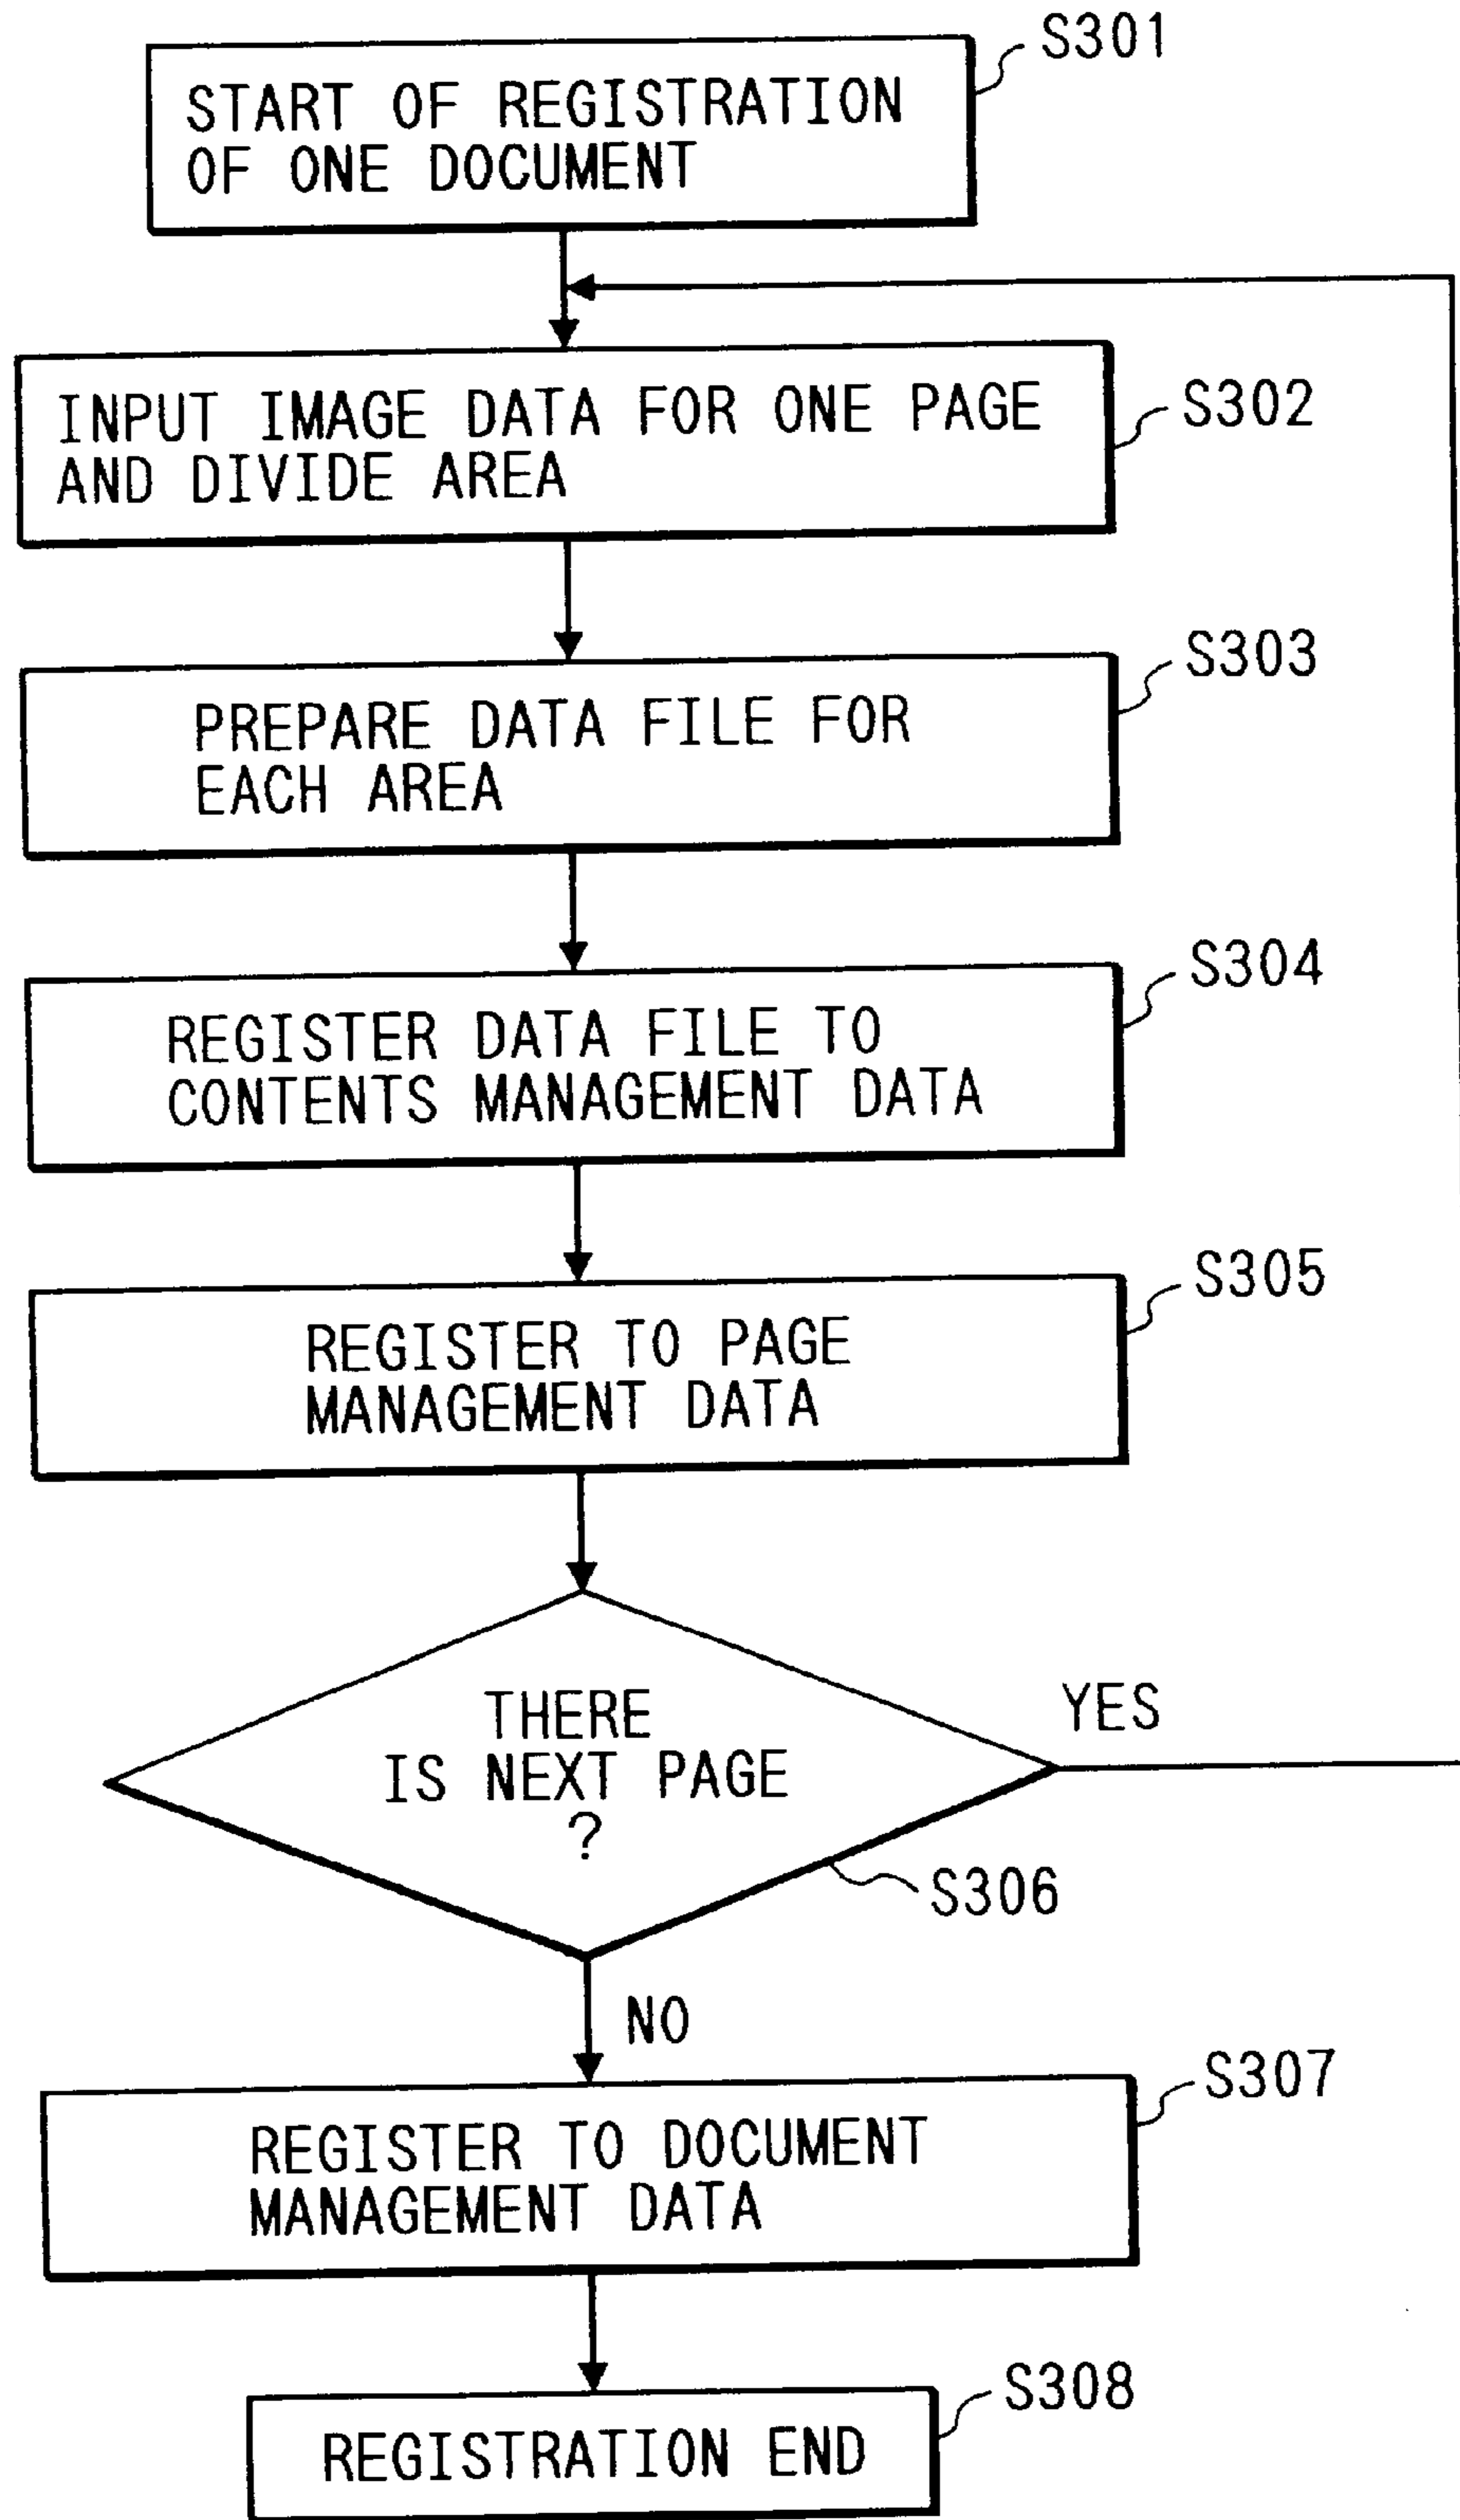 S301
START OF REGISTRATION
OF ONE DOCUMENT
INPUT IMAGE DATA FOR ONE PAGE
AND DIVIDE AREA
S302
PREPARE DATA FILE FOR
EACH AREA
S303
REGISTER DATA FILE TO
CONTENTS MANAGEMENT DATA
S304
REGISTER TO PAGE
MANAGEMENT DATA
S305
THERE
IS NEXT PAGE
?
YES
S306
NO
REGISTER TO DOCUMENT
MANAGEMENT DATA
S307
REGISTRATION END
S308